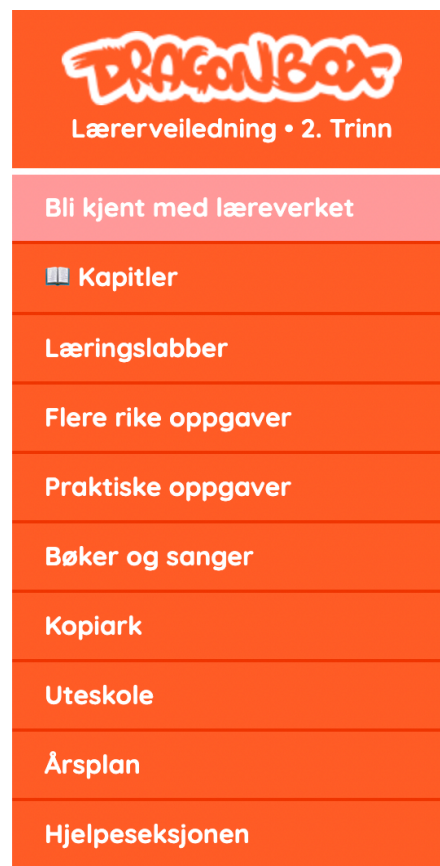 DRAGONBOX
Lærerveiledning • 2. Trinn
Bli kjent med læreverket
📖 Kapitler
Læringslabber
Flere rike oppgaver
Praktiske oppgaver
Bøker og sanger
Kopiark
Uteskole
Årsplan
Hjelpeseksjonen